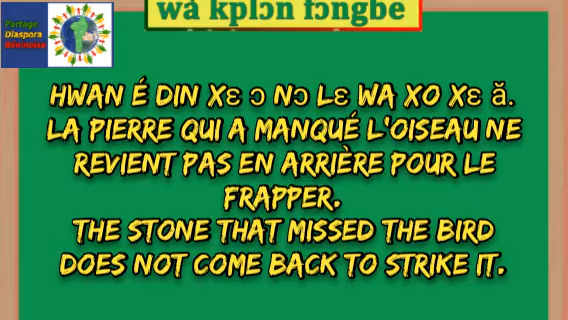 wá kplɔn fɔngbe
Partage
Diaspora
Béninoise
HWAN É DIN Xɛ ɔ Nɔ Lɛ WA XO Xɛ ă.
LA PIERRE QUI A MANQUÉ L'OISEAU NE
REVIENT PAS EN ARRIÈRE POUR LE
FRAPPER.
THE STONE THAT MISSED THE BIRD
DOES NOT COME BACK TO STRIKE IT.